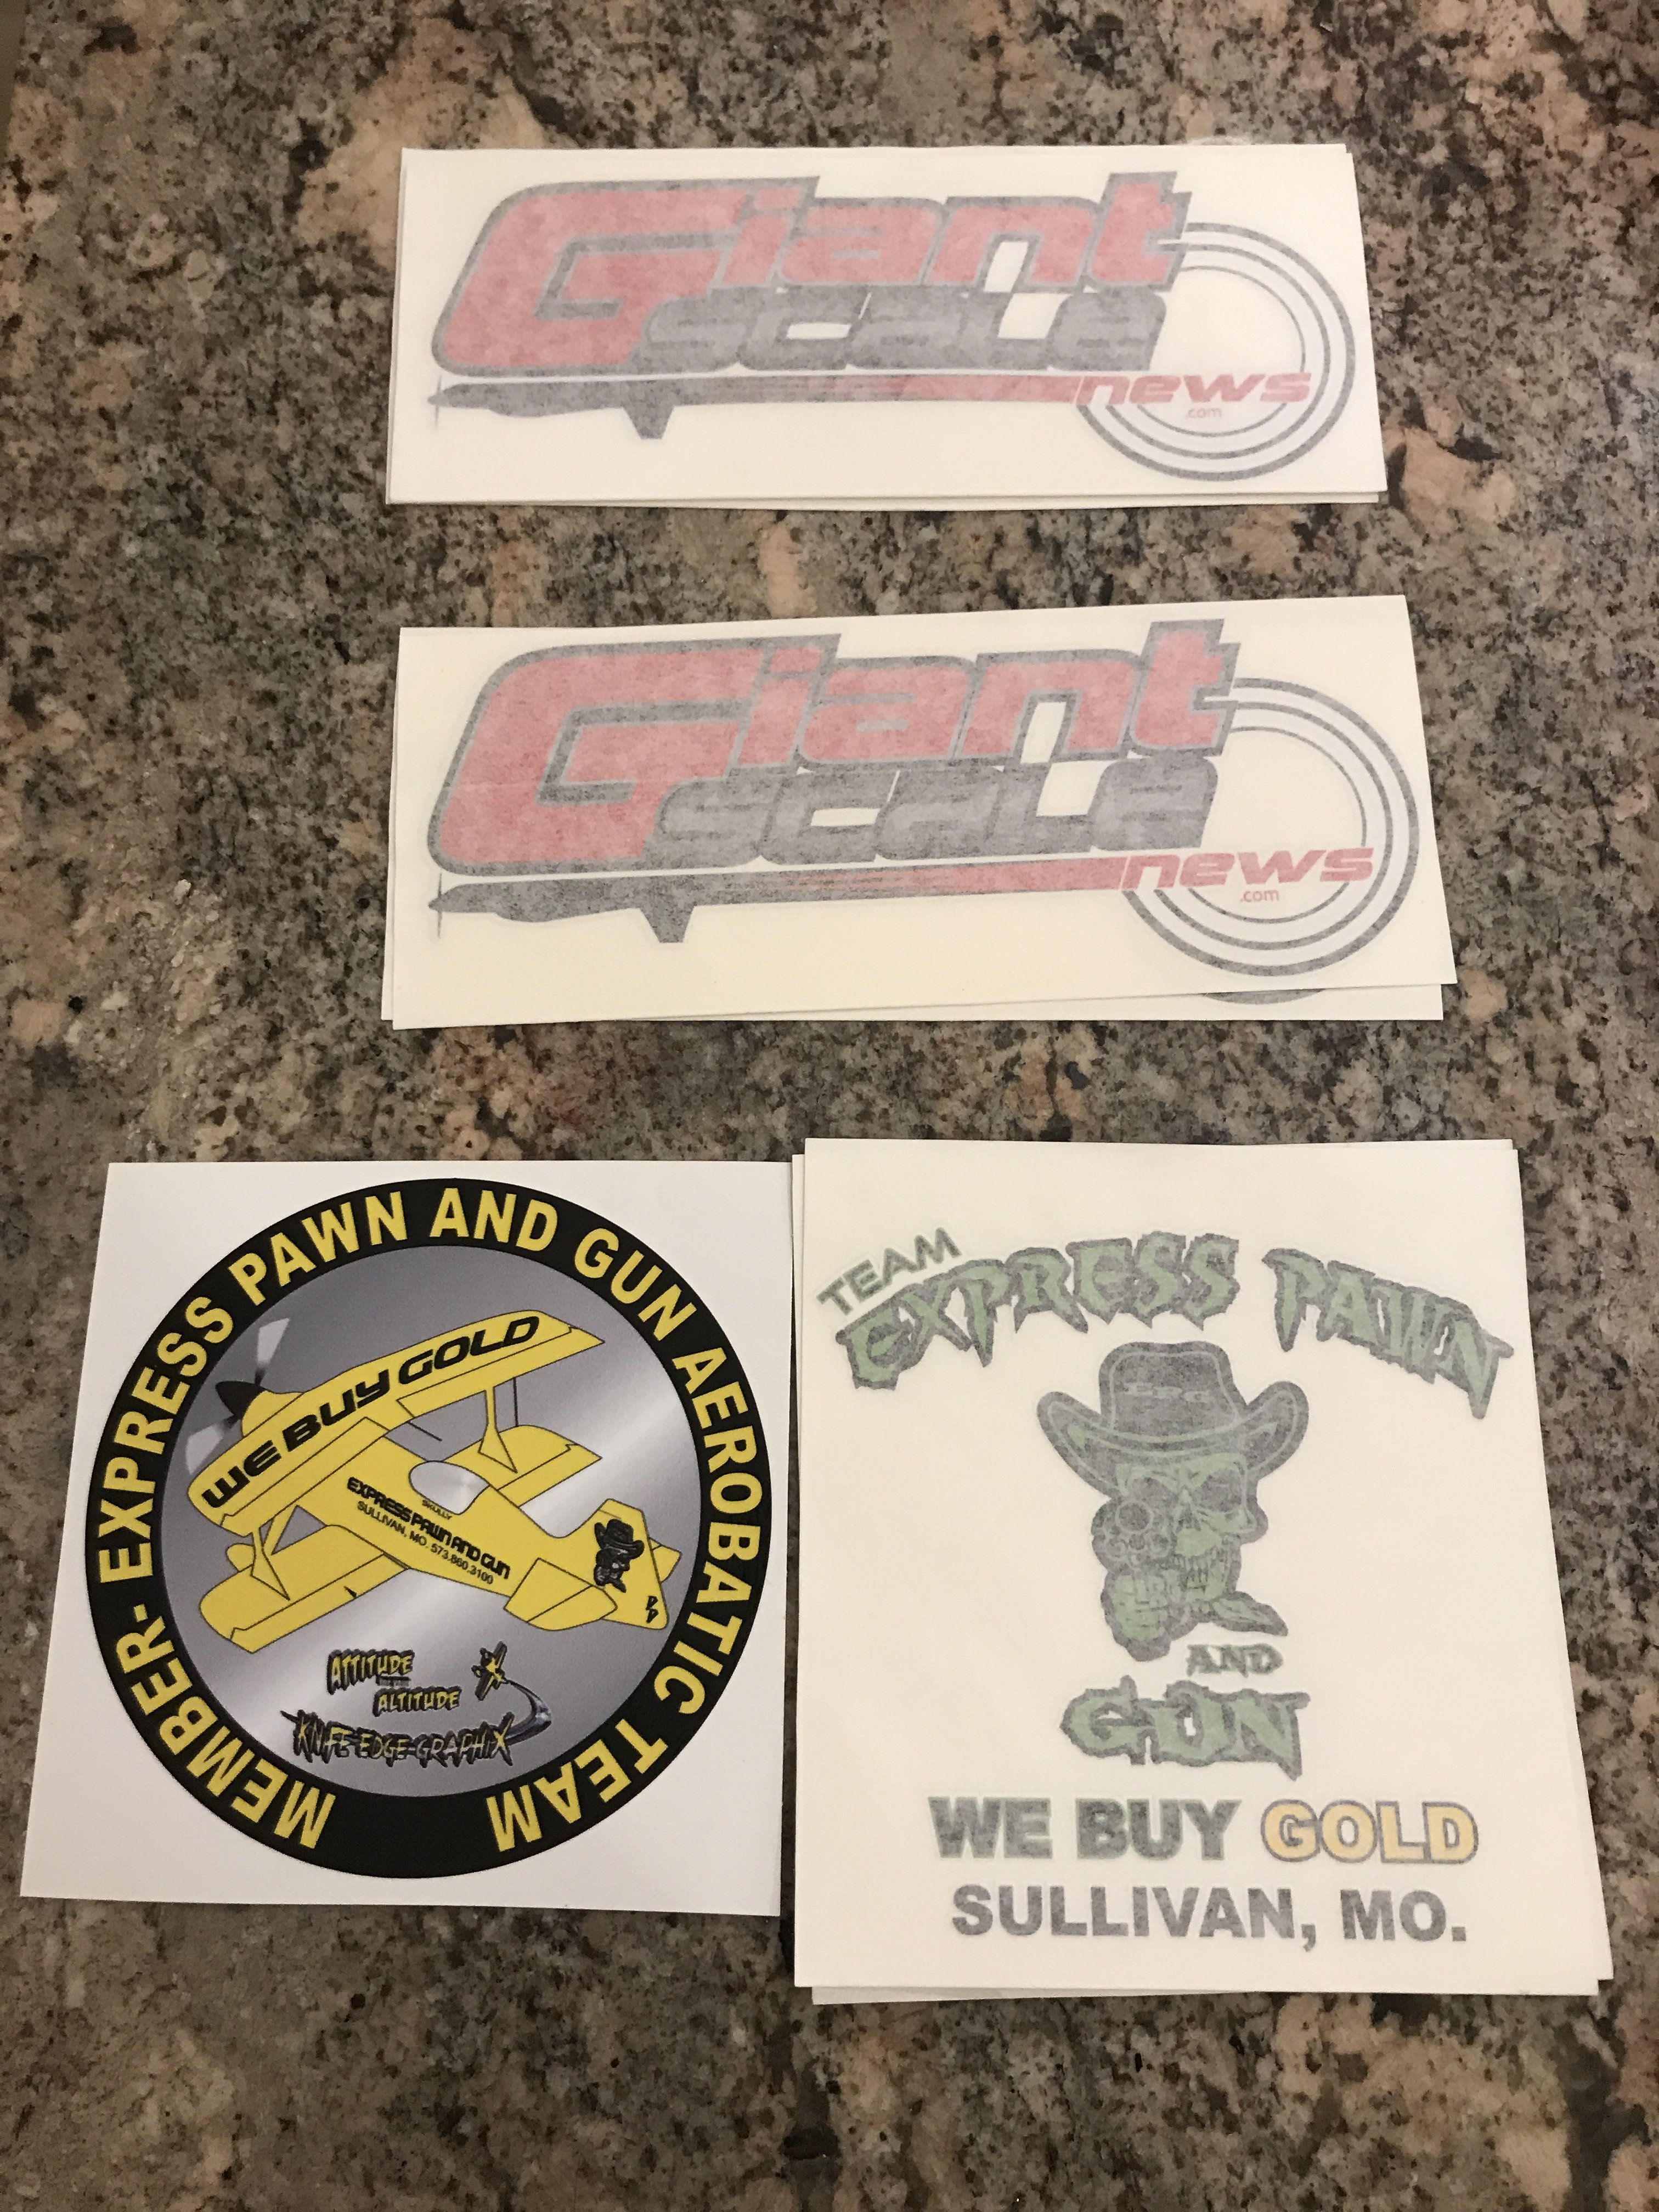 Giant
scale
news
.com
Giant
scale
news
.com
MEMBER- EXPRESS PAWN AND GUN AEROBATIC TEAM
WE BUY GOLD
SKULLY
EXPRESS PAWN AND GUN
SULLIVAN, MO. 573.860.3100
ATTITUDE
ALTITUDE
KNIFE EDGE GRAPHIX
TEAM
EXPRESS PAWN
EPG
AND
GUN
WE BUY GOLD
SULLIVAN, MO.